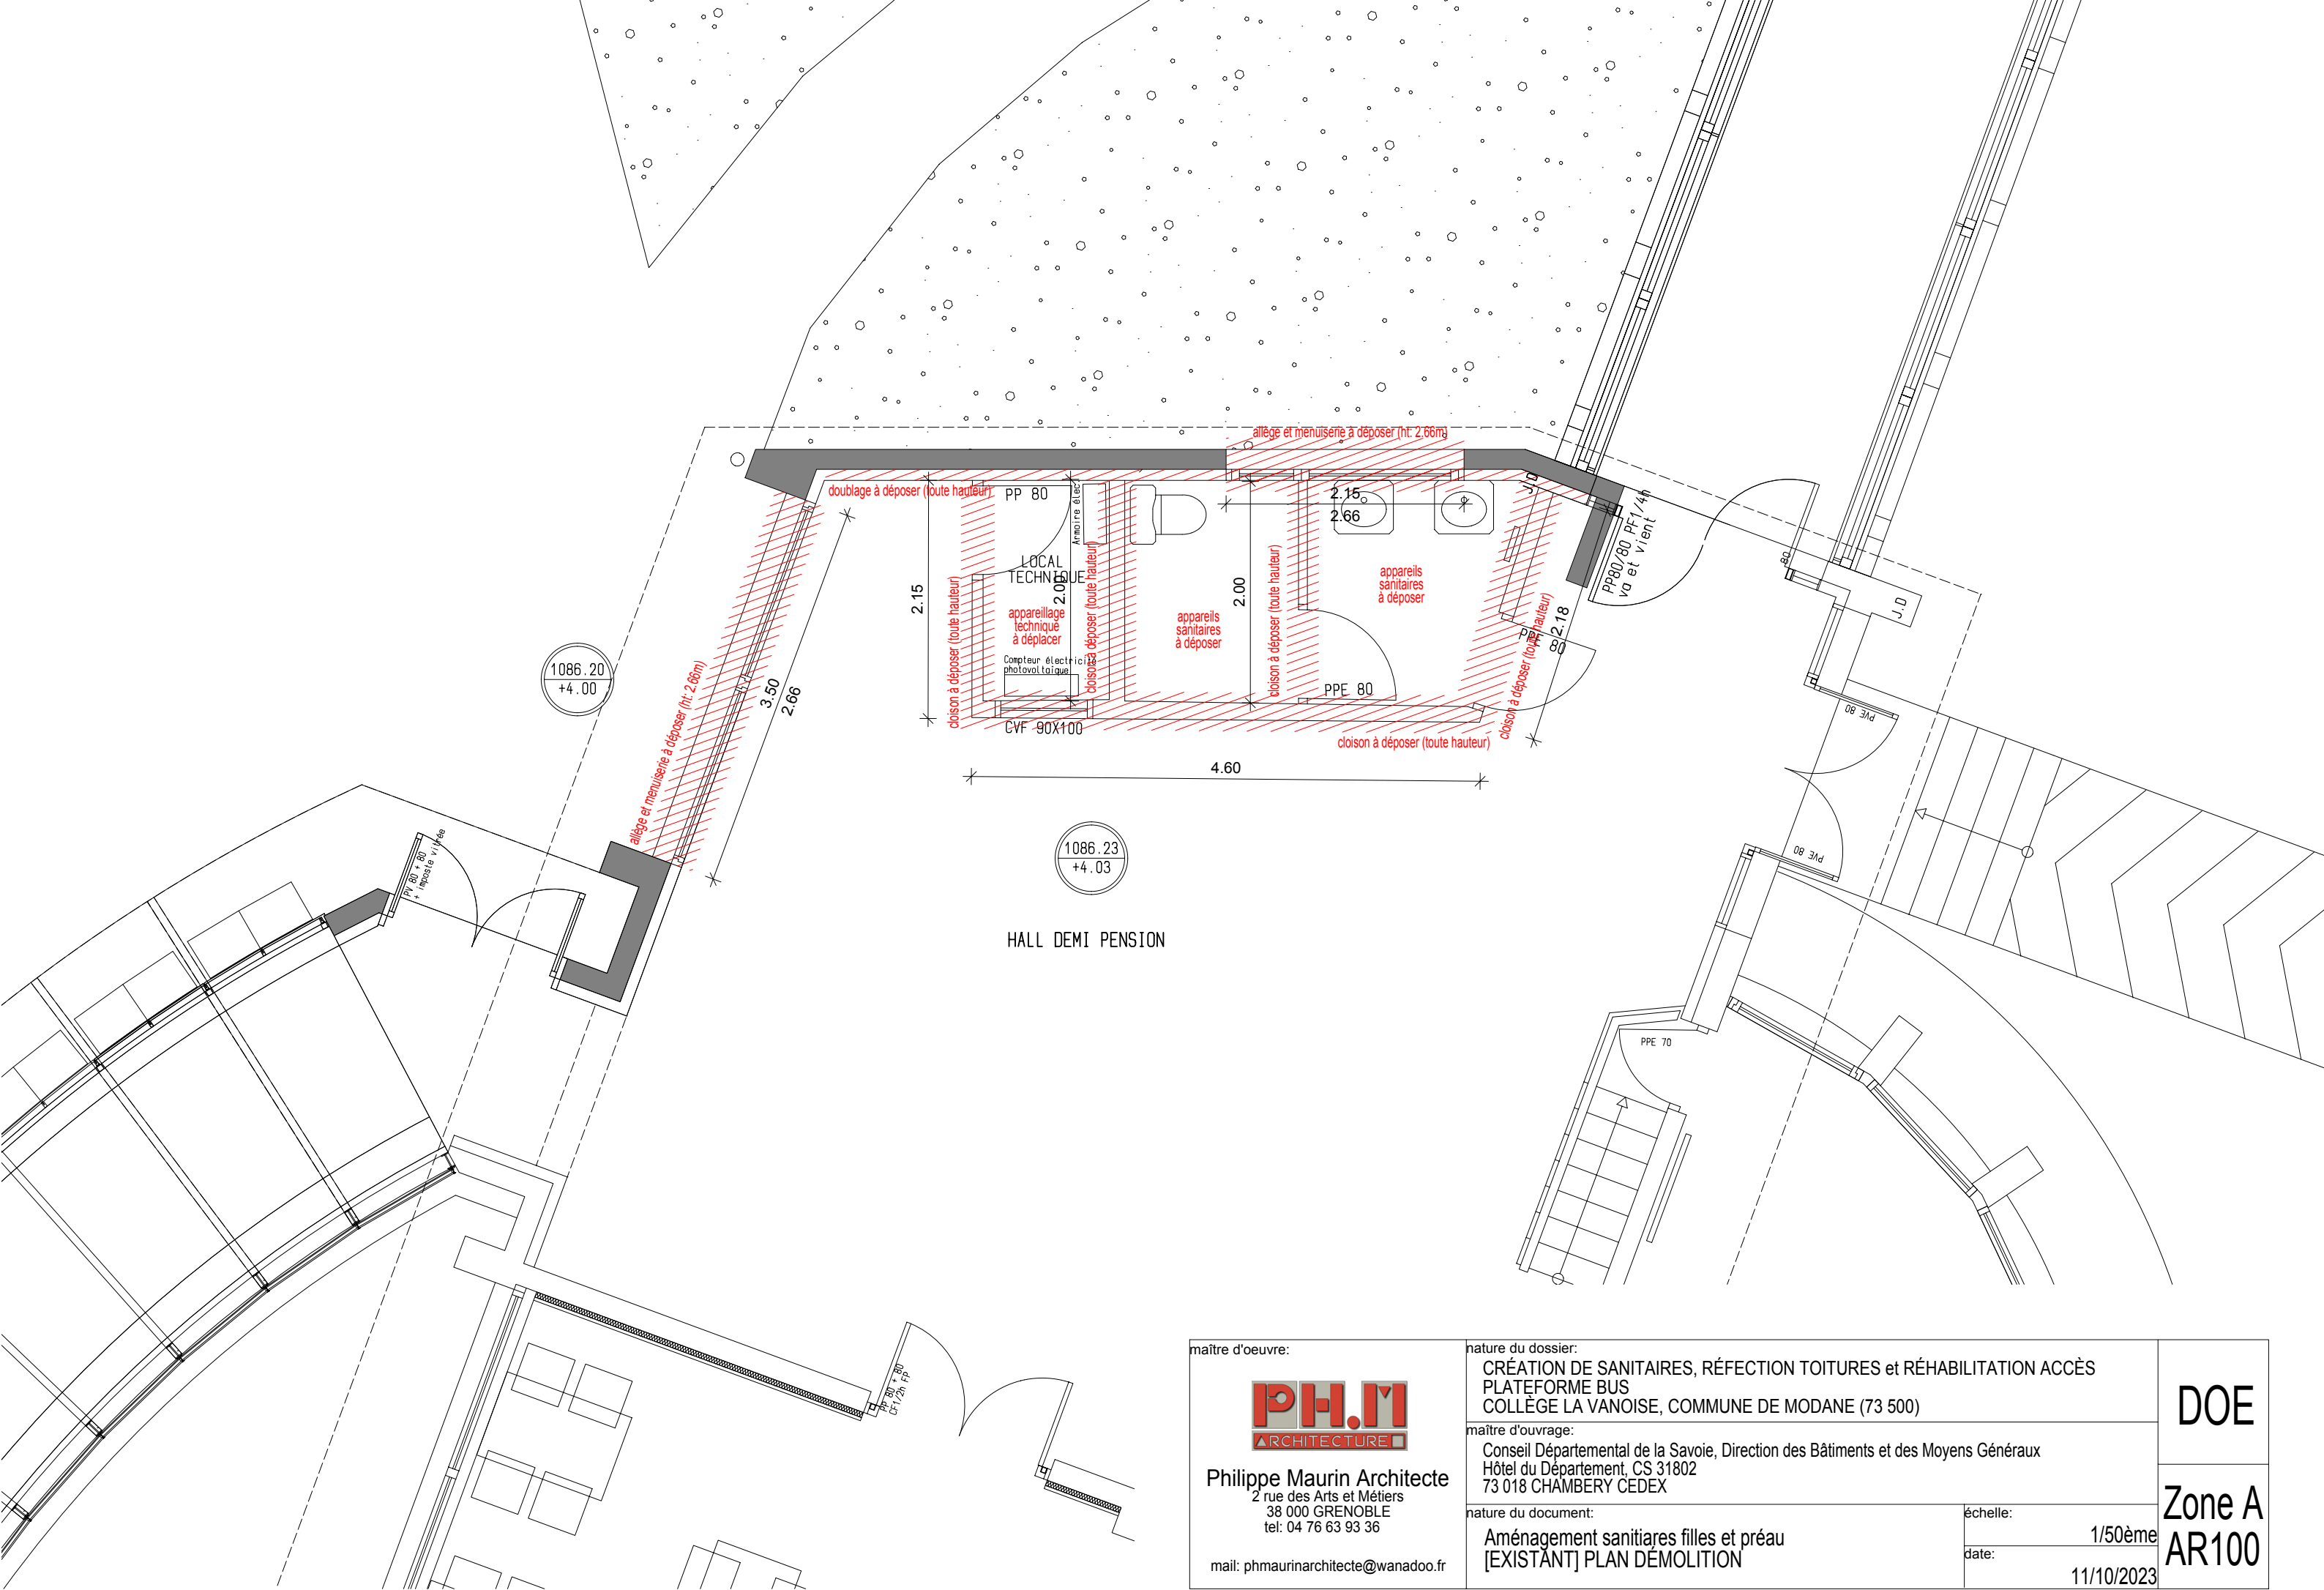 allège et menuiserie à déposer (ht: 2.66m)
doublage à déposer (toute hauteur)
PP 80
Armoire élec
2.15
2.66
J.D
PP80/80 PF1/4h
va et vient
80
J.D
LOCAL
TECHNIQUE
2.00
2.15
2.00
appareillage
technique
à déplacer
appareils
sanitaires
à déposer
appareils
sanitaires
à déposer
cloison à déposer (toute hauteur)
cloison à déposer (toute hauteur)
cloison à déposer (toute hauteur)
cloison à déposer (toute hauteur)
2.18
PPE 80
Compteur électricité
photovoltaïque
PPE 80
CVF 90X100
cloison à déposer (toute hauteur)
1086.20
+4.00
3.50
2.66
allège et menuiserie à déposer (ht: 2.66m)
4.60
PVE 80
PVE 80
1086.23
+4.03
PV 80 + 80
+ imposte vitrée
HALL DEMI PENSION
PPE 70
PP 80 + 80
CF1/2h FP
maître d'oeuvre:
PH.M
ARCHITECTURE
Philippe Maurin Architecte
2 rue des Arts et Métiers
38 000 GRENOBLE
tel: 04 76 63 93 36
mail: phmaurinarchitecte@wanadoo.fr
nature du dossier:
CRÉATION DE SANITAIRES, RÉFECTION TOITURES et RÉHABILITATION ACCÈS
PLATEFORME BUS
COLLÈGE LA VANOISE, COMMUNE DE MODANE (73 500)
maître d'ouvrage:
Conseil Départemental de la Savoie, Direction des Bâtiments et des Moyens Généraux
Hôtel du Département, CS 31802
73 018 CHAMBERY CEDEX
nature du document:
Aménagement sanitiares filles et préau
[EXISTANT] PLAN DÉMOLITION
échelle:
1/50ème
date:
11/10/2023
DOE
Zone A
AR100